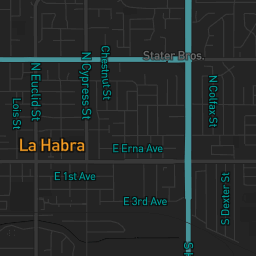 Stater Bros.
N Euclid St
N Cypress St
Chestnut St
N Colfax St
Lois St
La Habra
E Erna Ave
E 1st Ave
S Dexter St
E 3rd Ave